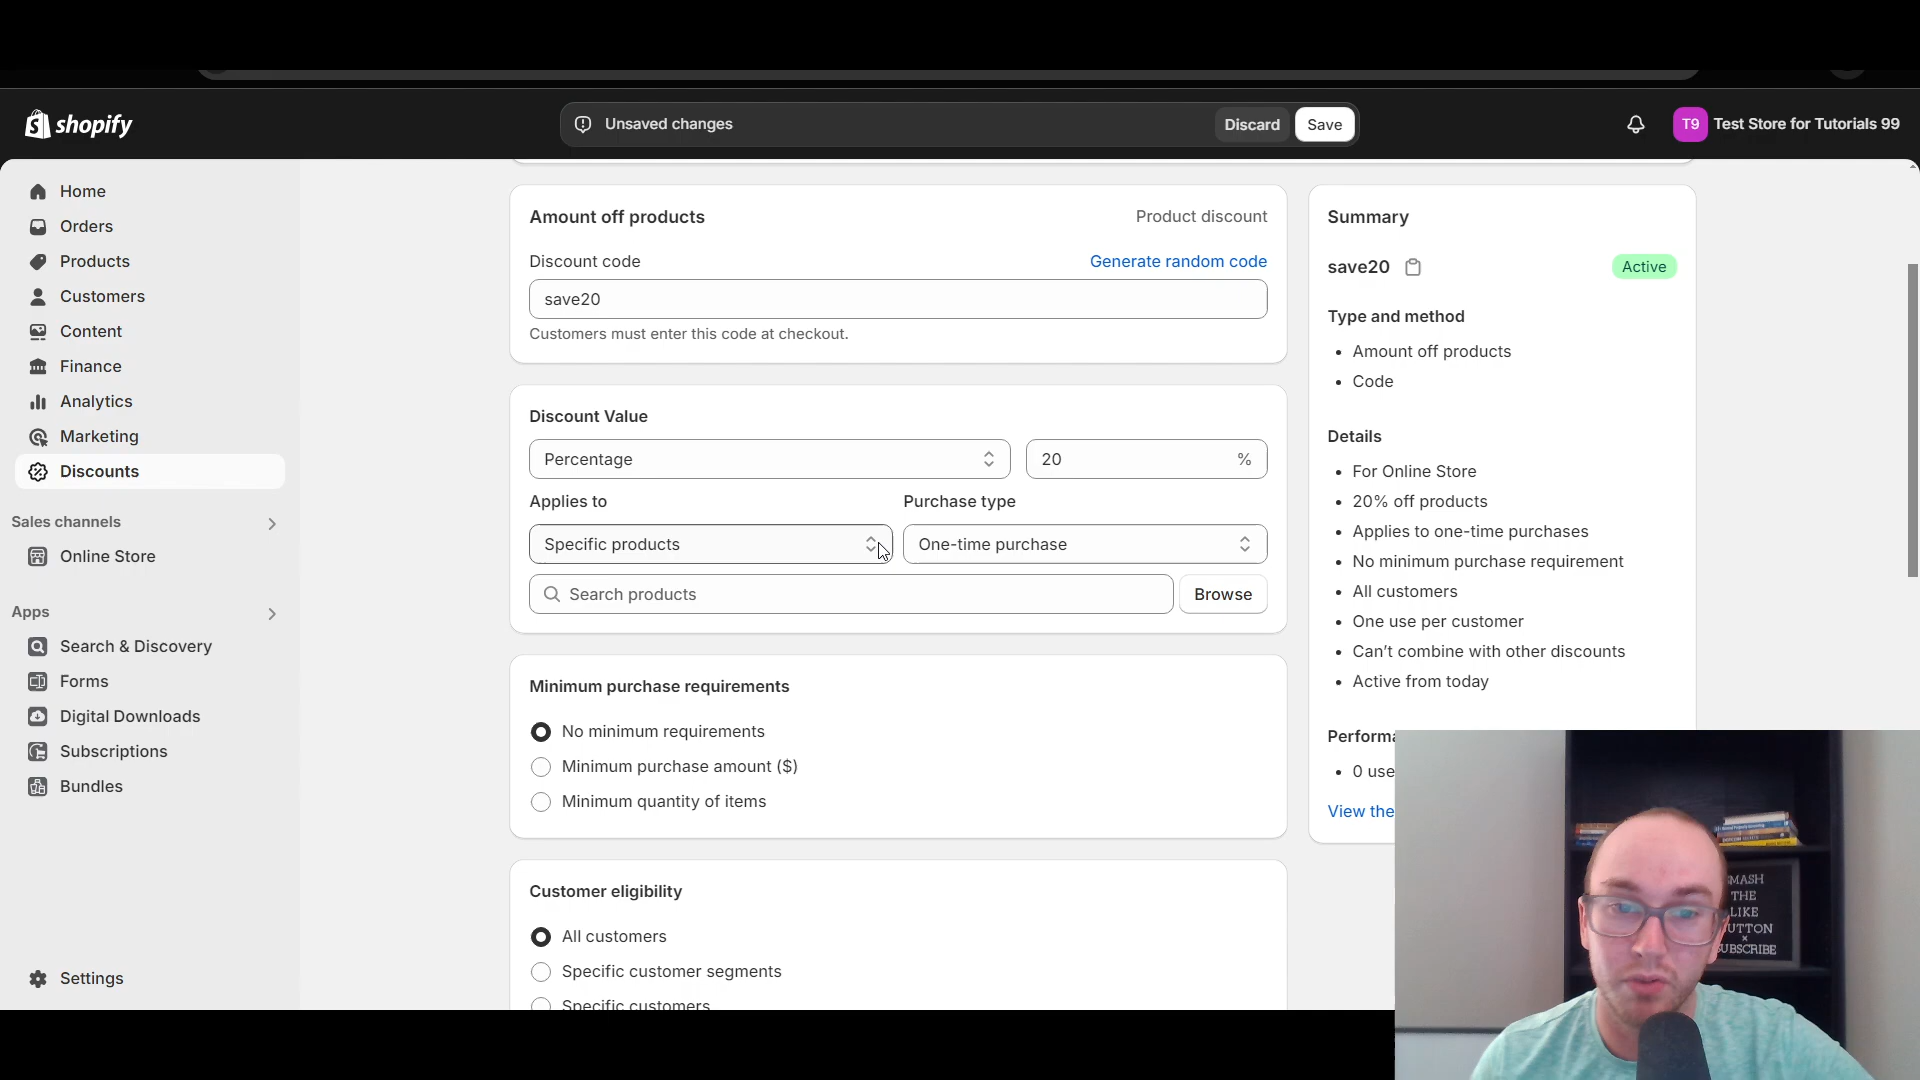 shopify
Unsaved changes
Discard
Save
T9
Test Store for Tutorials 99
Home
Orders
Products
Customers
Content
Finance
Analytics
Marketing
Discounts
Sales channels
Online Store
Apps
Search & Discovery
Forms
Digital Downloads
Subscriptions
Bundles
Settings
Amount off products
Product discount
Discount code
Generate random code
save20
Customers must enter this code at checkout.
Discount Value
Percentage
20 %
Applies to
Purchase type
Specific products
One-time purchase
Search products
Browse
Minimum purchase requirements
No minimum requirements
Minimum purchase amount ($)
Minimum quantity of items
Customer eligibility
All customers
Specific customer segments
Specific customers
Summary
save20
Active
Type and method
• Amount off products
• Code
Details
• For Online Store
• 20% off products
• Applies to one-time purchases
• No minimum purchase requirement
• All customers
• One use per customer
• Can't combine with other discounts
• Active from today
Performa
• 0 use
View the
SMASH
THE
LIKE
BUTTON
×
SUBSCRIBE